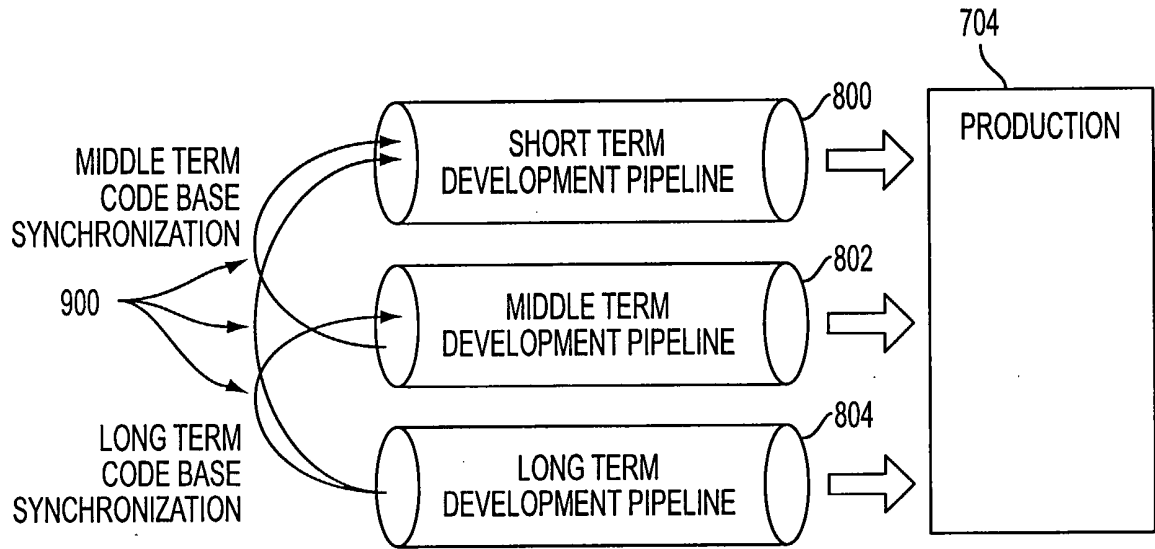 704
PRODUCTION
800
SHORT TERM
DEVELOPMENT PIPELINE
MIDDLE TERM
CODE BASE
SYNCHRONIZATION
900
802
MIDDLE TERM
DEVELOPMENT PIPELINE
804
LONG TERM
DEVELOPMENT PIPELINE
LONG TERM
CODE BASE
SYNCHRONIZATION